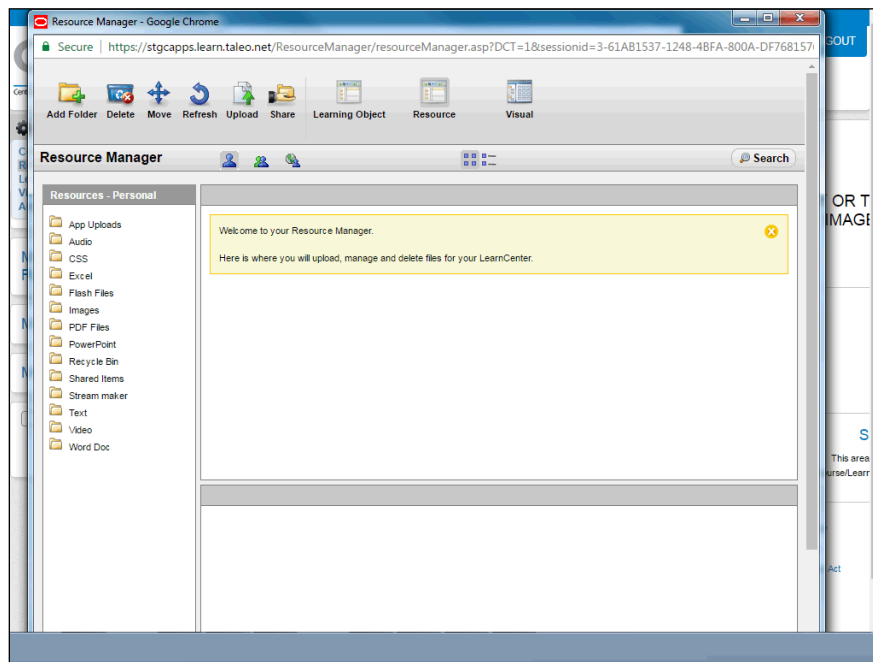 Resource Manager - Google Chrome
Secure | https://stgcapps.learn.taleo.net/ResourceManager/resourceManager.asp?DCT=1&sessionid=3-61AB1537-1248-4BFA-800A-DF768157
GOUT
Add Folder Delete Move Refresh Upload Share Learning Object Resource Visual
Resource Manager
Search
Resources - Personal
App Uploads
Audio
CSS
Excel
Flash Files
Images
PDF Files
PowerPoint
Recycle Bin
Shared Items
Stream maker
Text
Video
Word Doc
Welcome to your Resource Manager.
Here is where you will upload, manage and delete files for your LearnCenter.
OR T
IMAGE
S
This area
urse/Learn
Act